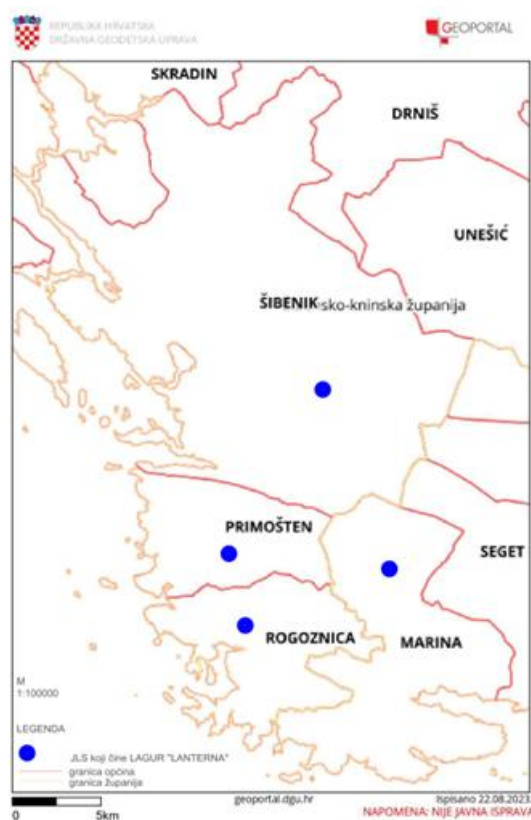 REPUBLIKA HRVATSKA
DRŽAVNA GEODETSKA UPRAVA
GEOPORTAL
SKRADIN
DRNIŠ
UNEŠIĆ
ŠIBENIK
sko-kninska županija
PRIMOŠTEN
SEGET
ROGOZNICA
MARINA
M
1:100000
LEGENDA
JLS koji čine LAGUR "LANTERNA"
granica općina
granica županija
0 5km
geoportal.dgu.hr
Ispisano 22.08.2023
NAPOMENA: NIJE JAVNA ISPRAVA